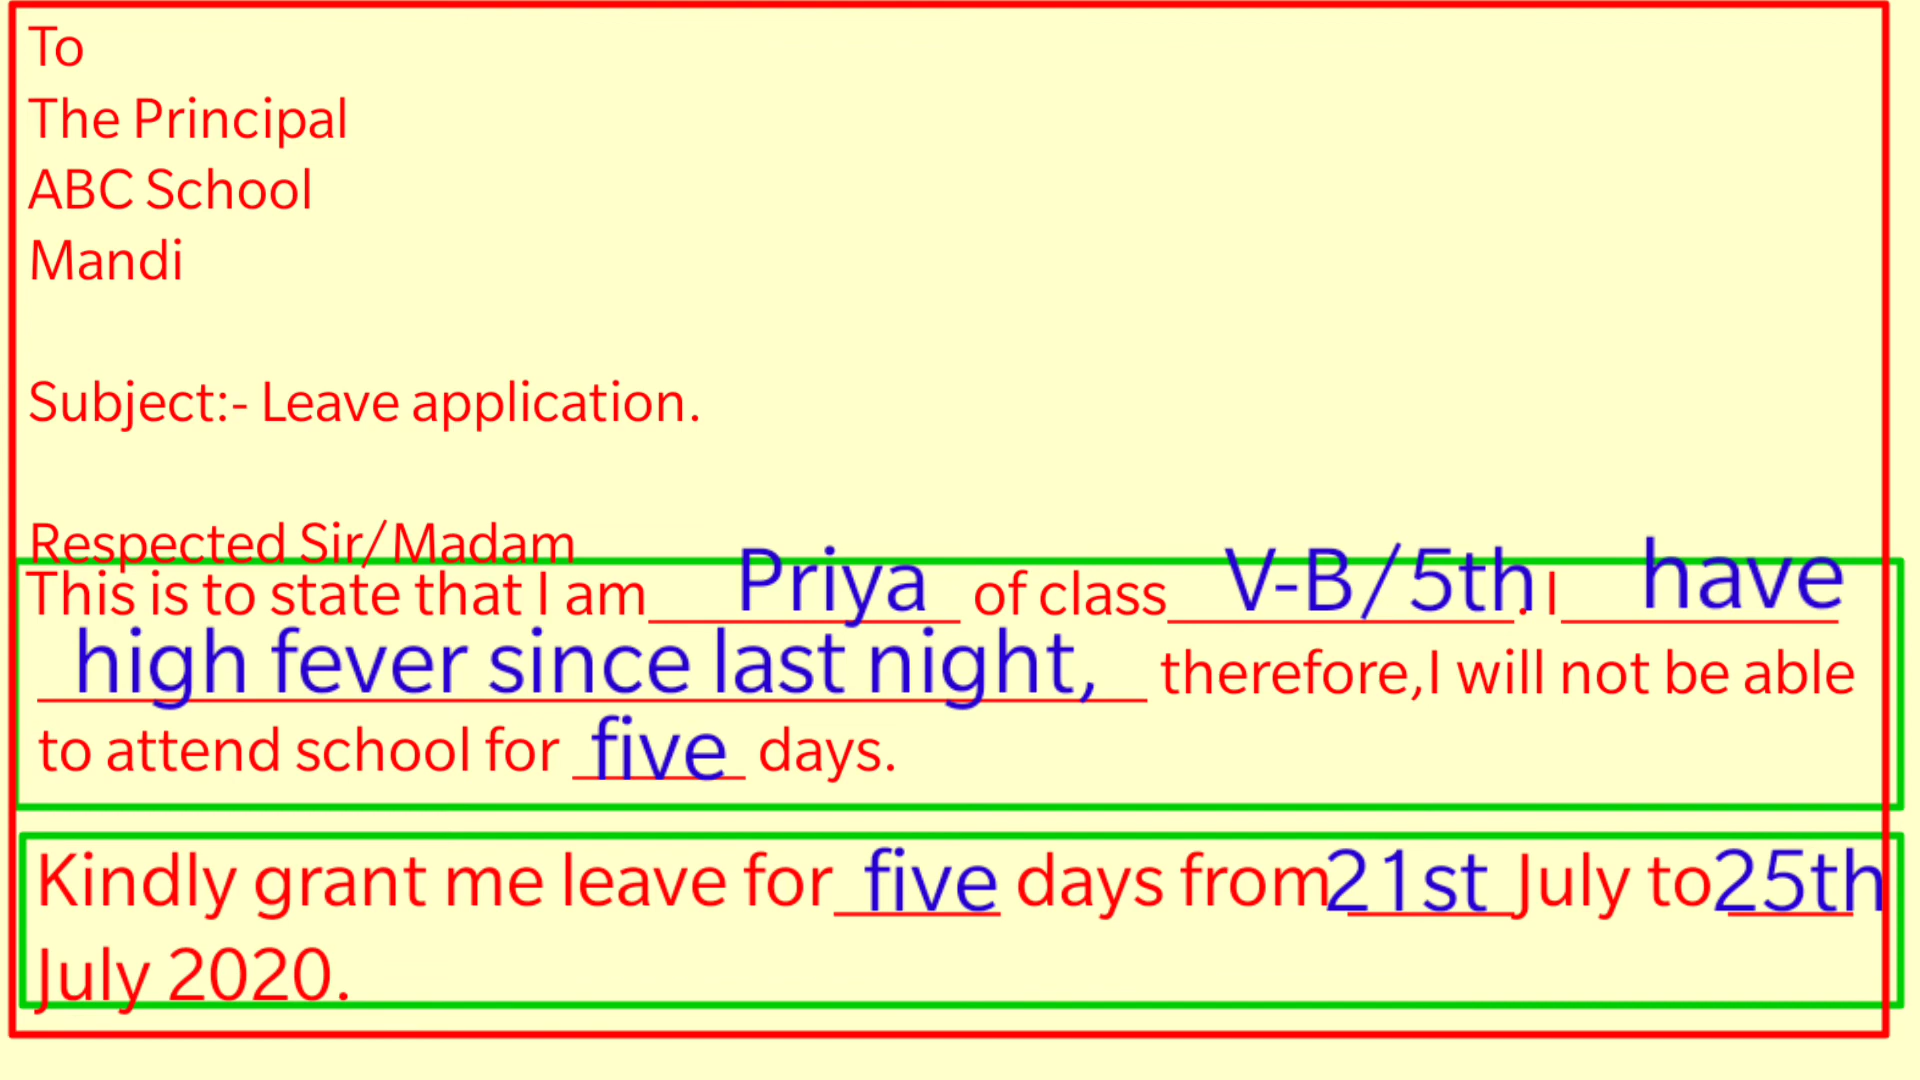 To
The Principal
ABC School
Mandi
Subject:- Leave application.
Respected Sir/Madam
This is to state that I am Priya of class V-B/5th. I have
high fever since last night, therefore,I will not be able
to attend school for five days.
Kindly grant me leave for five days from 21st July to 25th
July 2020.